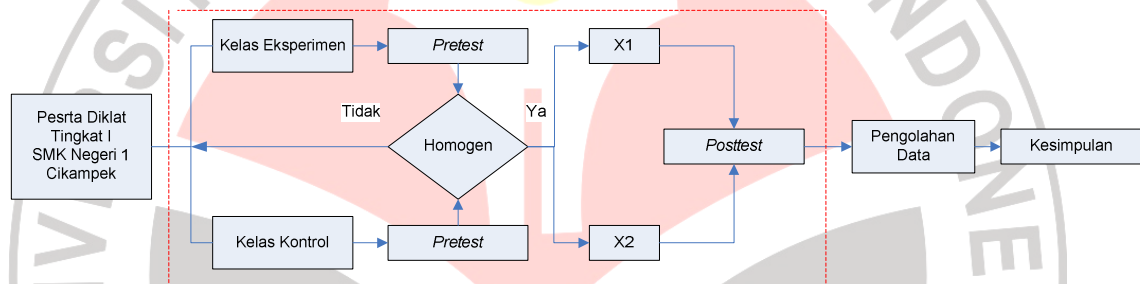 Kelas Eksperimen
Pretest
X1
Pesrta Diklat
Tingkat I
SMK Negeri 1
Cikampek
Tidak
Homogen
Ya
Posttest
Pengolahan
Data
Kesimpulan
Kelas Kontrol
Pretest
X2